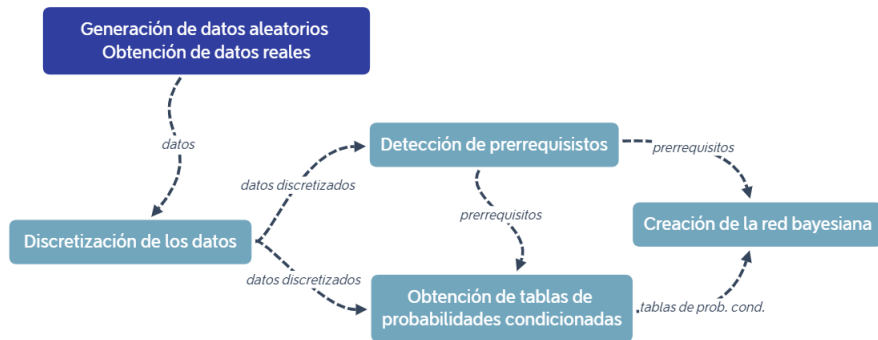 Generación de datos aleatorios
Obtención de datos reales
datos
Detección de prerrequisistos
prerrequisitos
datos discretizados
prerrequisitos
Creación de la red bayesiana
Discretización de los datos
datos discretizados
Obtención de tablas de
probabilidades condicionadas
tablas de prob. cond.